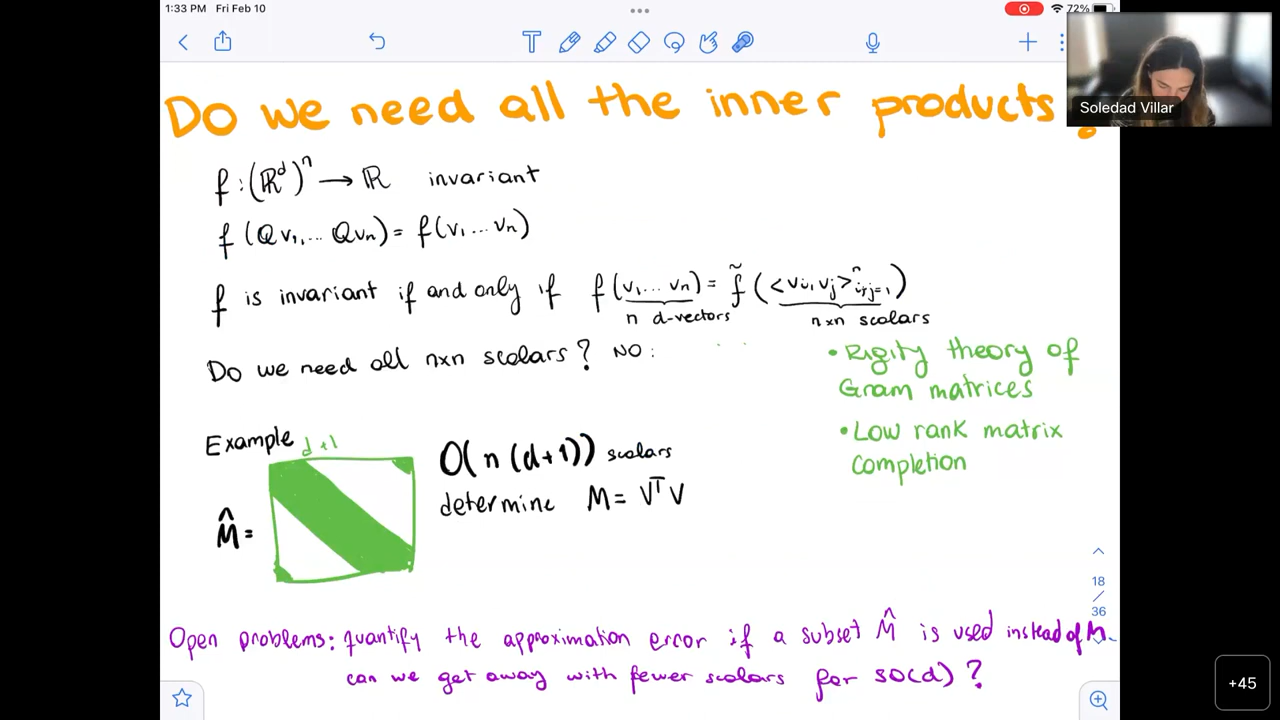 1:33 PM Fri Feb 10
72%
Soledad Villar
Do we need all the inner products ?
f : (ℝᵈ)ⁿ → ℝ invariant
f (Qv₁,... Qvₙ) = f(v₁ ... vₙ)
f is invariant if and only if f(v₁... vₙ) = f̃ (<vᵢ, vⱼ>ⁿᵢ,ⱼ₌₁)
n d-vectors
n×n scalars
Do we need all n×n scalars ? NO :
• Rigity theory of
Gram matrices
• Low rank matrix
completion
Example
d+1
M̂ =
O(n (d+1)) scalars
determine M = VᵀV
Open problems: quantify the approximation error if a subset M̂ is used instead of M.
can we get away with fewer scalars for SO(d) ?
18
/
36
+45